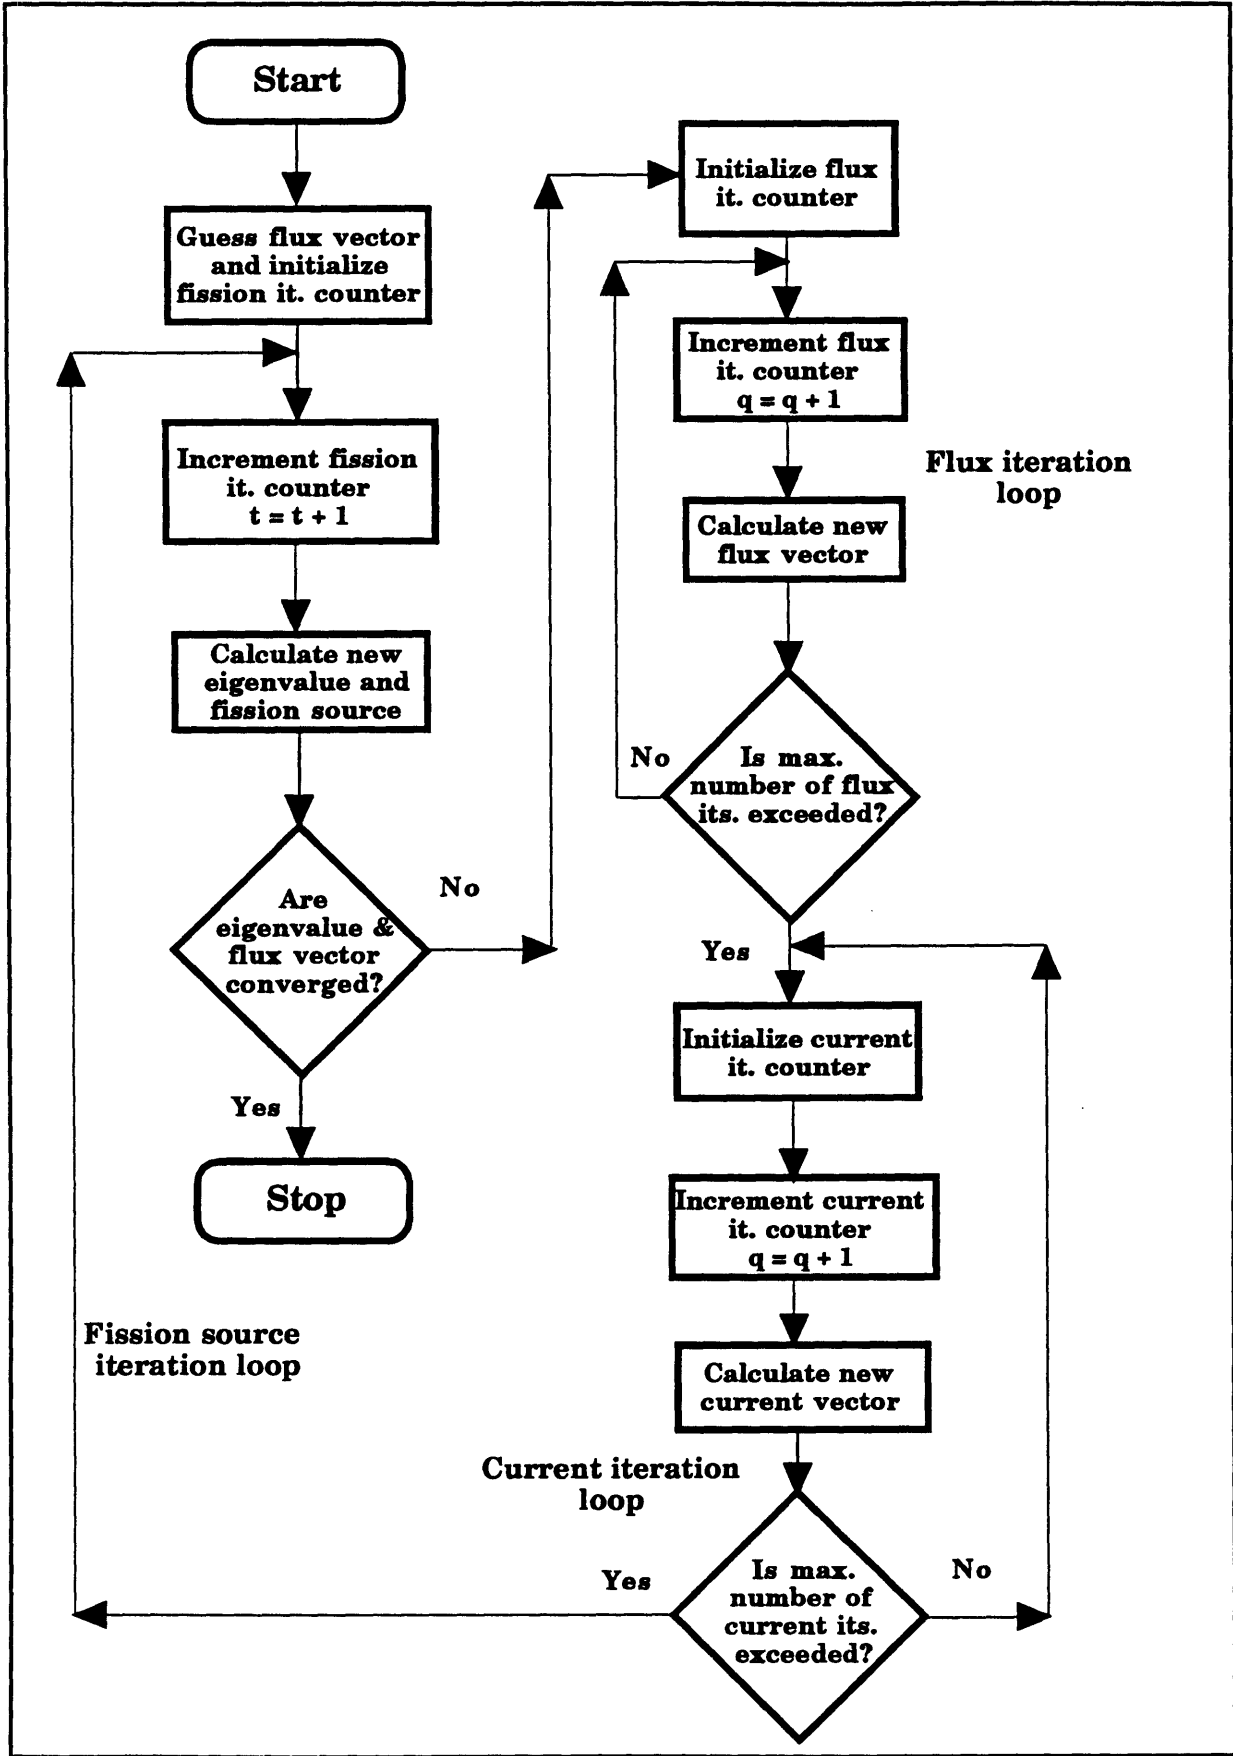 Start
Guess flux vector
and initialize
fission it. counter
Increment fission
it. counter
t = t + 1
Calculate new
eigenvalue and
fission source
Are
eigenvalue &
flux vector
converged?
No
Yes
Stop
Fission source
iteration loop
Initialize flux
it. counter
Increment flux
it. counter
q = q + 1
Flux iteration
loop
Calculate new
flux vector
Is max.
number of flux
its. exceeded?
No
Yes
Initialize current
it. counter
Increment current
it. counter
q = q + 1
Calculate new
current vector
Current iteration
loop
Is max.
number of
current its.
exceeded?
Yes
No